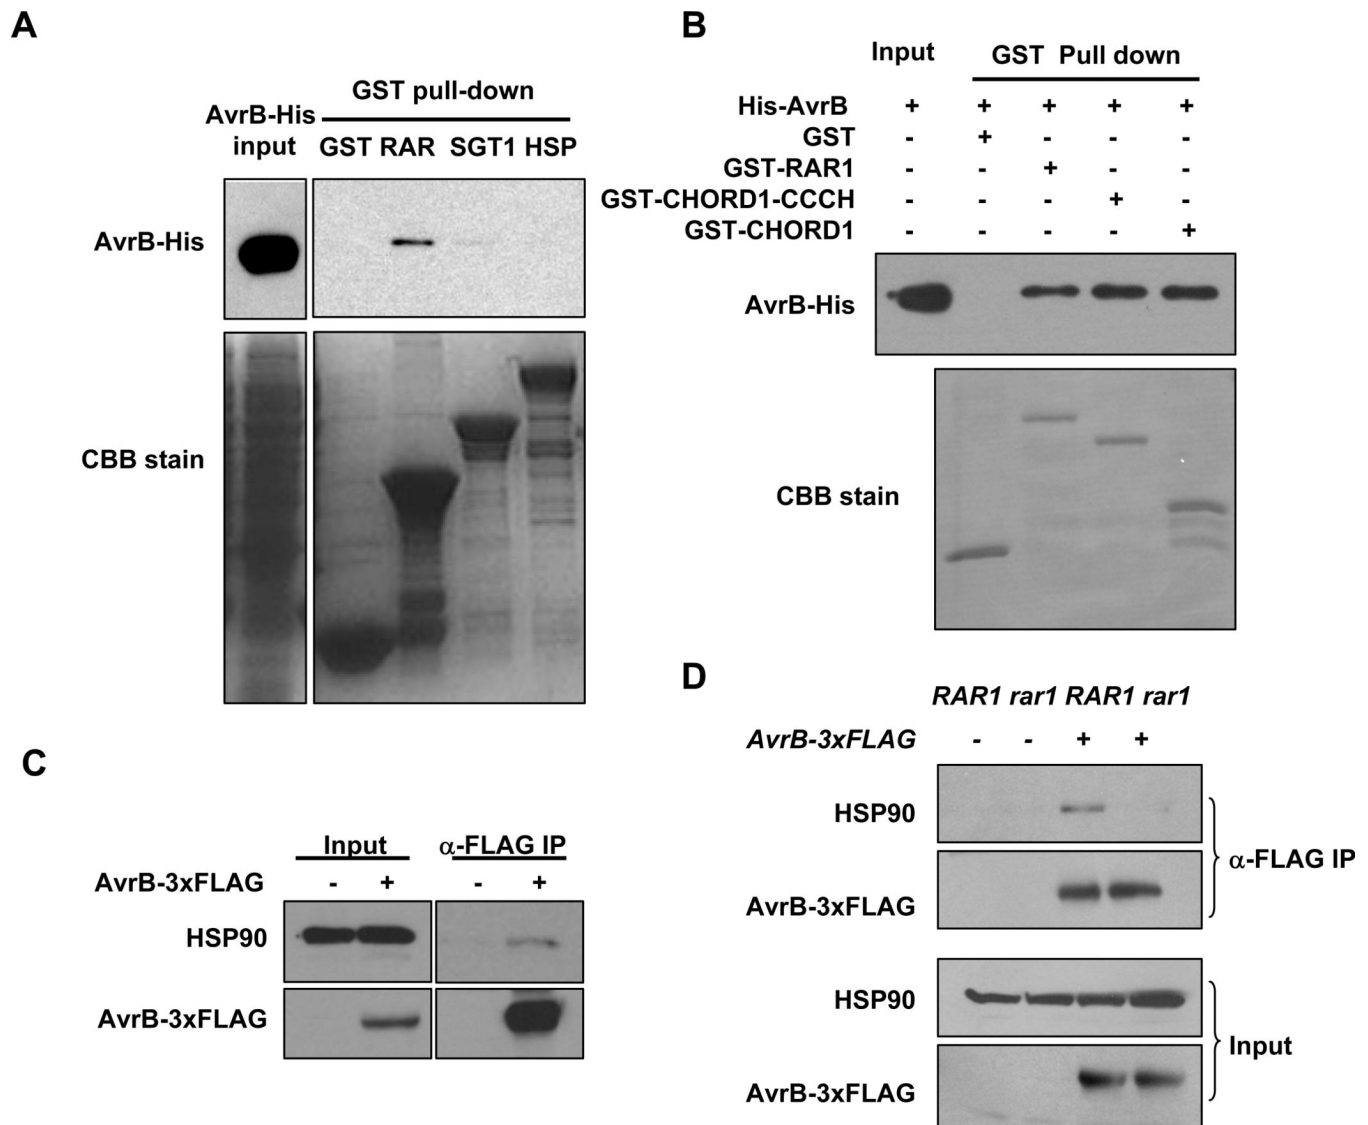 A
GST pull-down
AvrB-His
input
GST RAR SGT1 HSP
AvrB-His
CBB stain
B
Input GST Pull down
His-AvrB + + + + +
GST - + - - -
GST-RAR1 - - + - -
GST-CHORD1-CCCH - - - + -
GST-CHORD1 - - - - +
AvrB-His
CBB stain
C
Input α-FLAG IP
AvrB-3xFLAG - + - +
HSP90
AvrB-3xFLAG
D
RAR1 rar1 RAR1 rar1
AvrB-3xFLAG - - + +
HSP90
AvrB-3xFLAG
α-FLAG IP
HSP90
AvrB-3xFLAG
Input